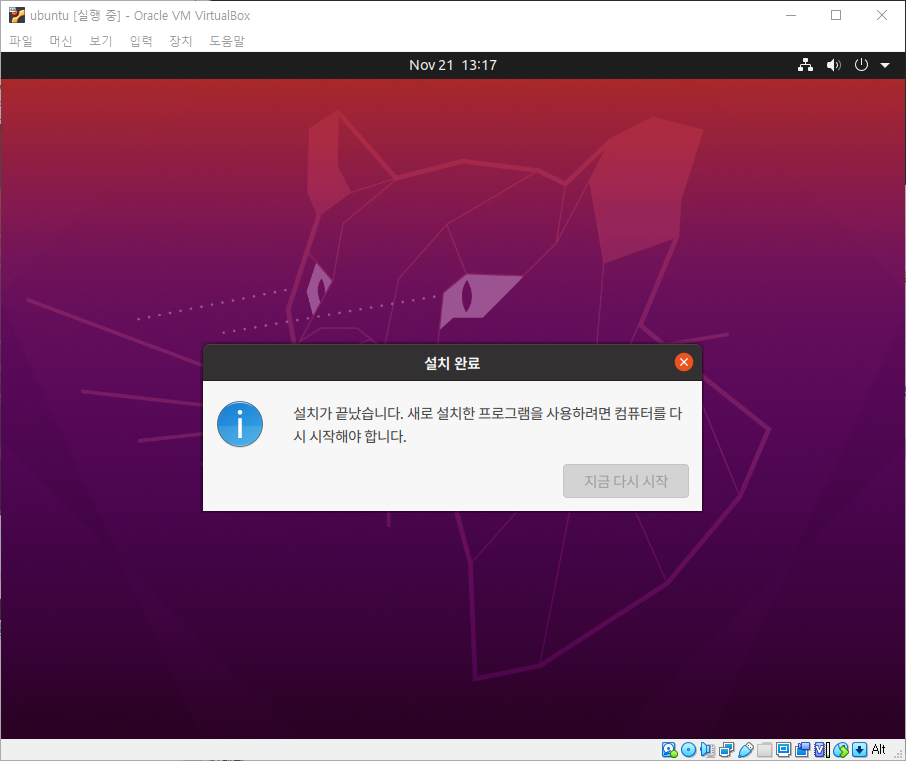 ubuntu [실행 중] - Oracle VM VirtualBox
파일 머신 보기 입력 장치 도움말
Nov 21 13:17
설치 완료
설치가 끝났습니다. 새로 설치한 프로그램을 사용하려면 컴퓨터를 다
시 시작해야 합니다.
지금 다시 시작
Alt